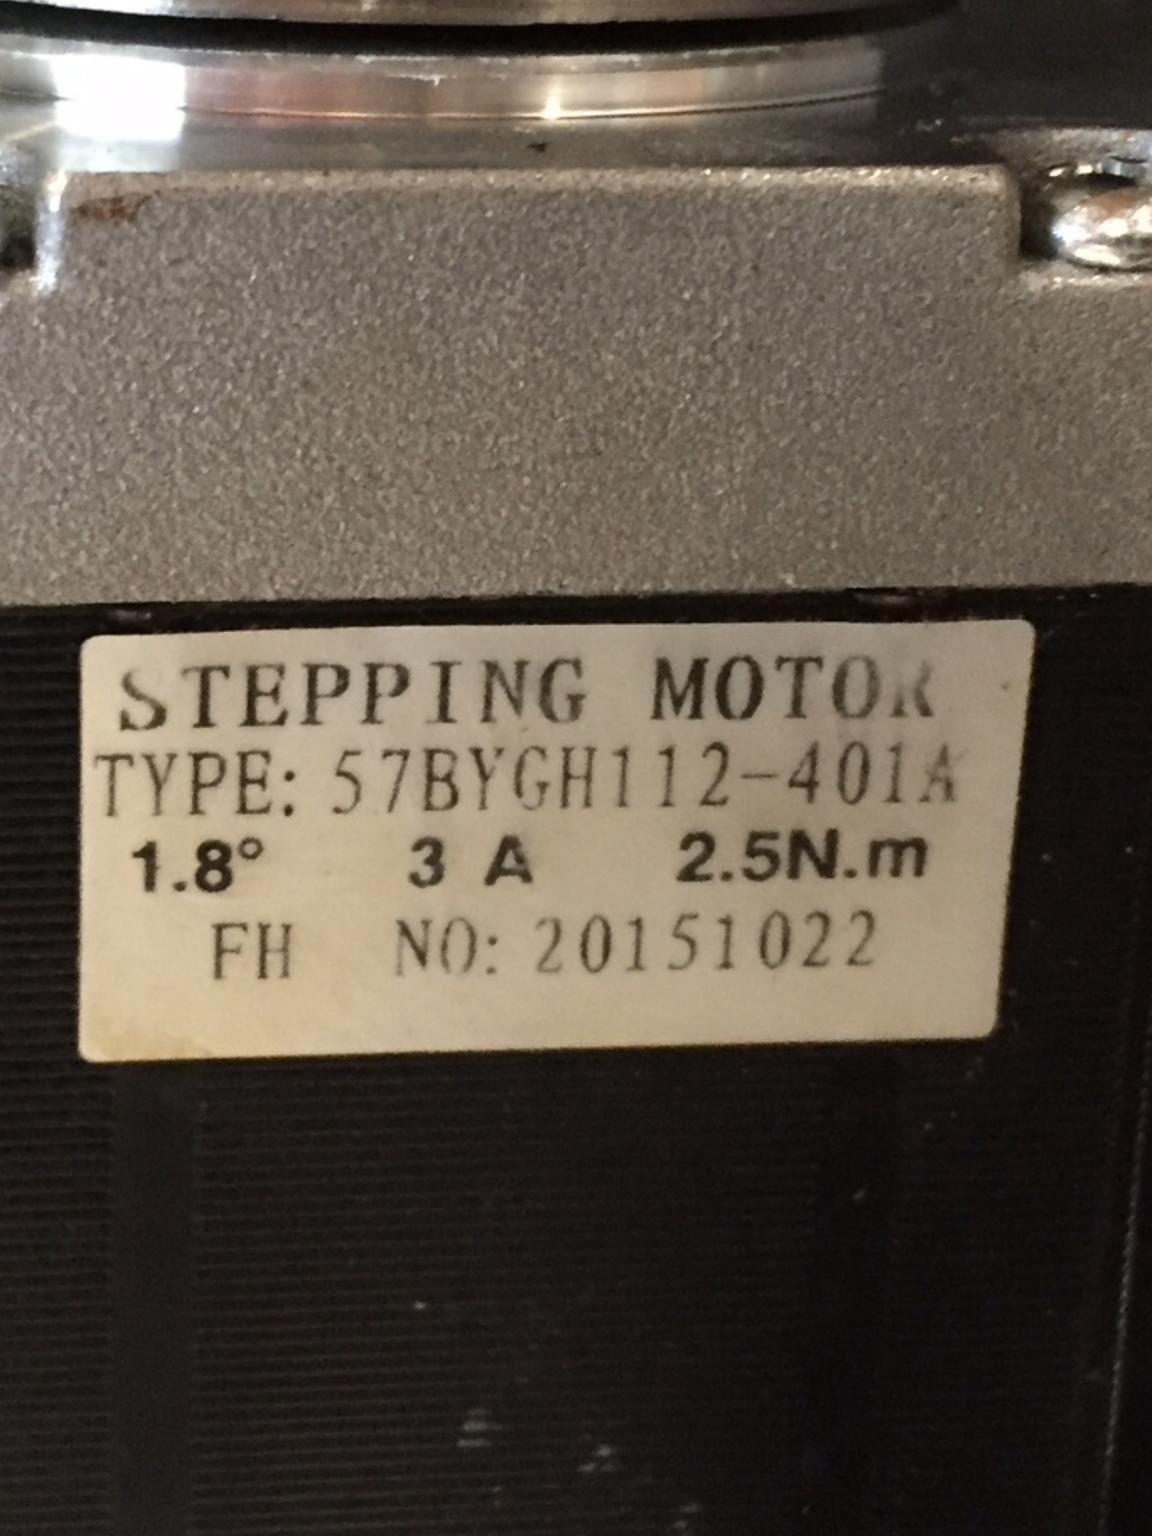 STEPPING MOTOR
TYPE: 57BYGH112-401A
1.8° 3 A 2.5N.m
FH NO: 20151022